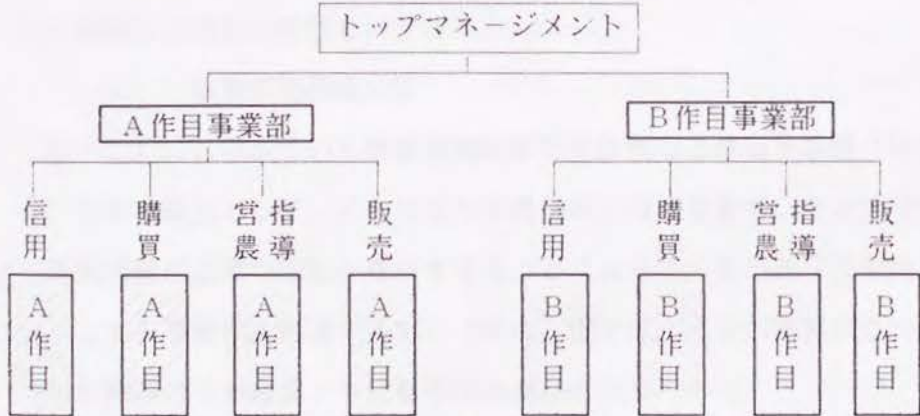 トップマネージメント
A作目事業部
B作目事業部
信用
購買
営農指導
販売
信用
購買
営農指導
販売
A作目
A作目
A作目
A作目
B作目
B作目
B作目
B作目